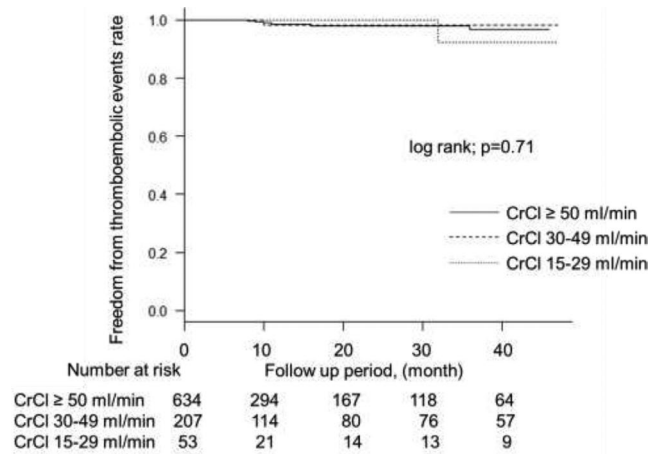 Freedom from thromboembolic events rate
1.0
0.8
0.6
0.4
0.2
0.0
log rank; p=0.71
CrCl ≥ 50 ml/min
CrCl 30-49 ml/min
CrCl 15-29 ml/min
0 10 20 30 40
Number at risk Follow up period, (month)
CrCl ≥ 50 ml/min 634 294 167 118 64
CrCl 30-49 ml/min 207 114 80 76 57
CrCl 15-29 ml/min 53 21 14 13 9